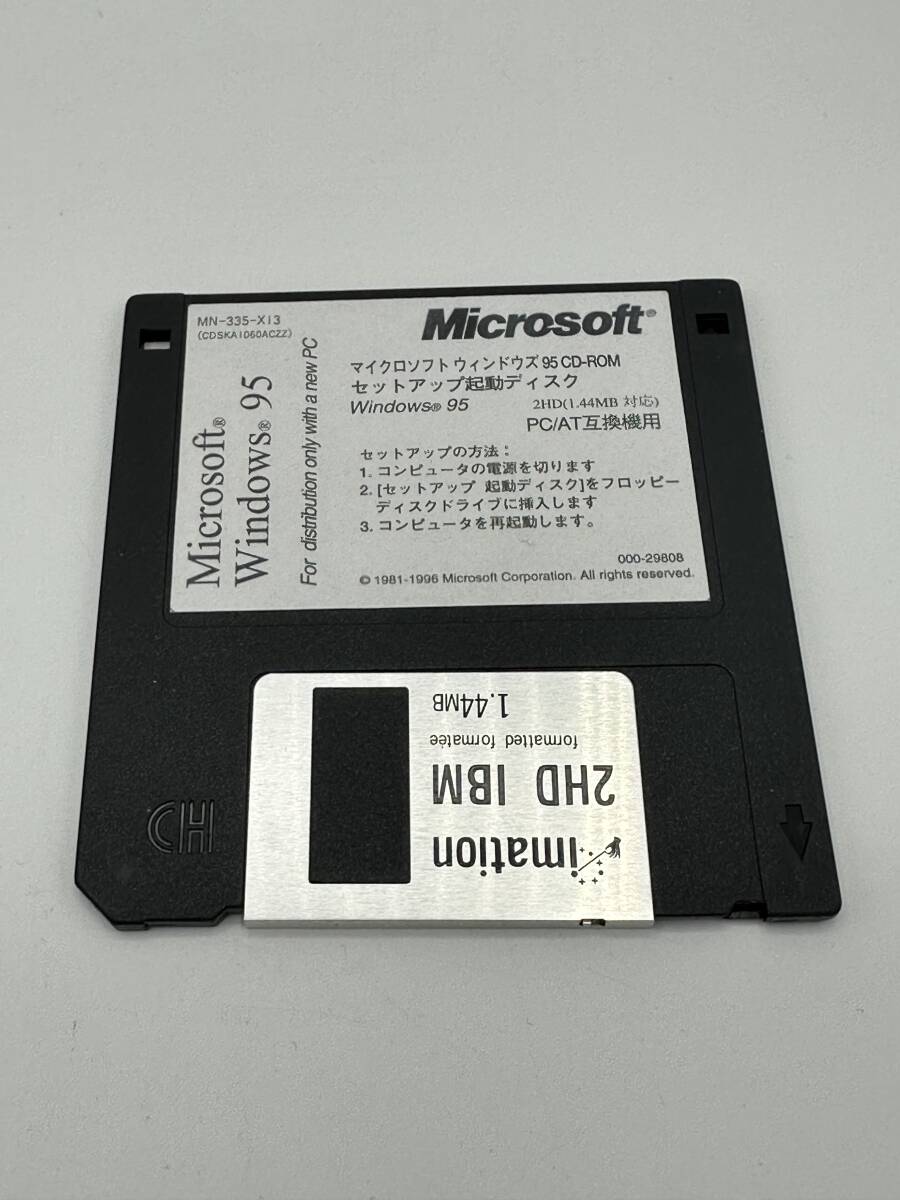 MN-335-X13
(CDSKA1060ACZZ)
Microsoft®
Windows® 95
For distribution only with a new PC
Microsoft®
マイクロソフト ウィンドウズ 95 CD-ROM
セットアップ起動ディスク
Windows® 95
2HD(1.44MB 対応)
PC/AT互換機用
セットアップの方法：
1. コンピュータの電源を切ります
2. [セットアップ 起動ディスク]をフロッピー
ディスクドライブに挿入します
3. コンピュータを再起動します。
000-29808
© 1981-1996 Microsoft Corporation. All rights reserved.
imation
2HD IBM
formatted formatée
1.44MB
HD